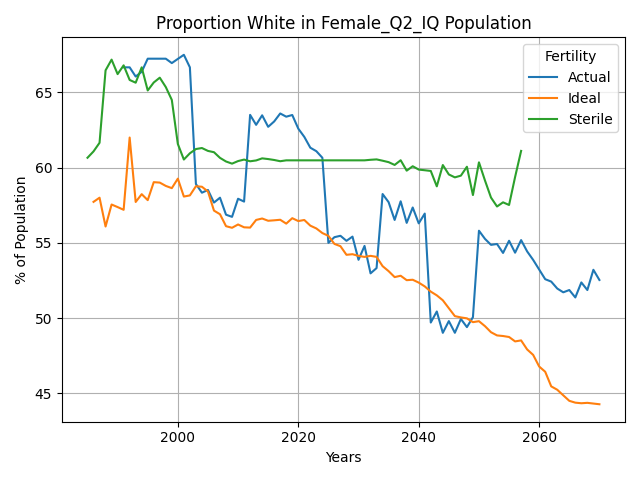 Proportion White in Female_Q2_IQ Population
Fertility
Actual
Ideal
Sterile
% of Population
65
60
55
50
45
2000
2020
2040
2060
Years